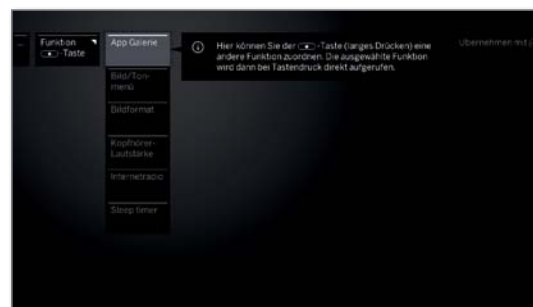 Funktion
-Taste
App Galerie
Hier können Sie der -Taste (langes Drücken) eine
andere Funktion zuordnen. Die ausgewählte Funktion
wird dann bei Tastendruck direkt aufgerufen.
Übernehmen mit
Bild/Ton-
menü
Bildformat
Kopfhörer-
Lautstärke
Internetradio
Sleep timer